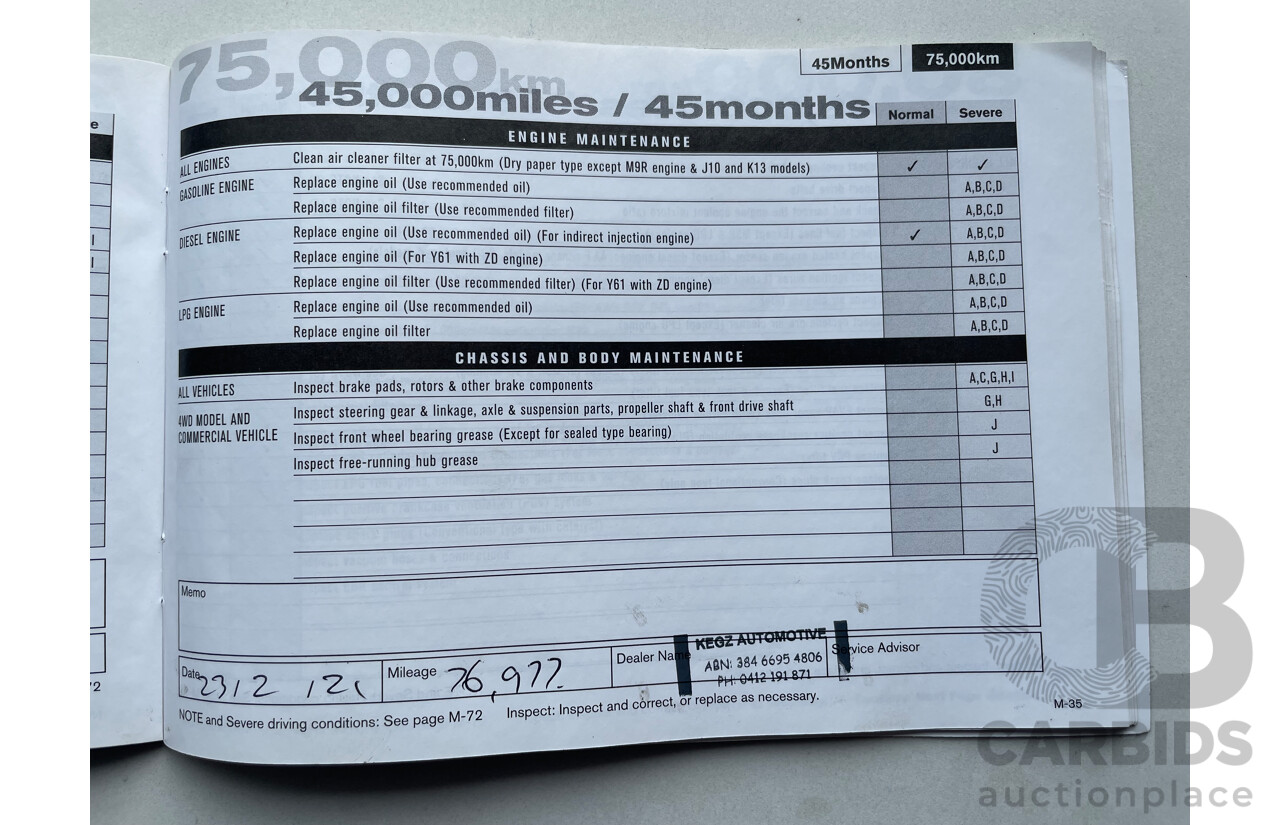 75,000km
45,000miles / 45months
45Months 75,000km
Normal Severe
ENGINE MAINTENANCE
ALL ENGINES Clean air cleaner filter at 75,000km (Dry paper type except M9R engine & J10 and K13 models) ✓ ✓
GASOLINE ENGINE Replace engine oil (Use recommended oil) A,B,C,D
Replace engine oil filter (Use recommended filter) A,B,C,D
DIESEL ENGINE Replace engine oil (Use recommended oil) (For indirect injection engine) ✓ A,B,C,D
Replace engine oil (For Y61 with ZD engine) A,B,C,D
Replace engine oil filter (Use recommended filter) (For Y61 with ZD engine) A,B,C,D
LPG ENGINE Replace engine oil (Use recommended oil) A,B,C,D
Replace engine oil filter A,B,C,D
CHASSIS AND BODY MAINTENANCE
ALL VEHICLES Inspect brake pads, rotors & other brake components A,C,G,H,I
4WD MODEL AND Inspect steering gear & linkage, axle & suspension parts, propeller shaft & front drive shaft G,H
COMMERCIAL VEHICLE Inspect front wheel bearing grease (Except for sealed type bearing) J
Inspect free-running hub grease J
Memo
Date Mileage 76,977 Dealer Name Service Advisor
KEGZ AUTOMOTIVE
ABN: 384 6695 4806
PH: 0412 191 871
NOTE and Severe driving conditions: See page M-72 Inspect: Inspect and correct, or replace as necessary.
M-35
CARBIDS
auctionplace